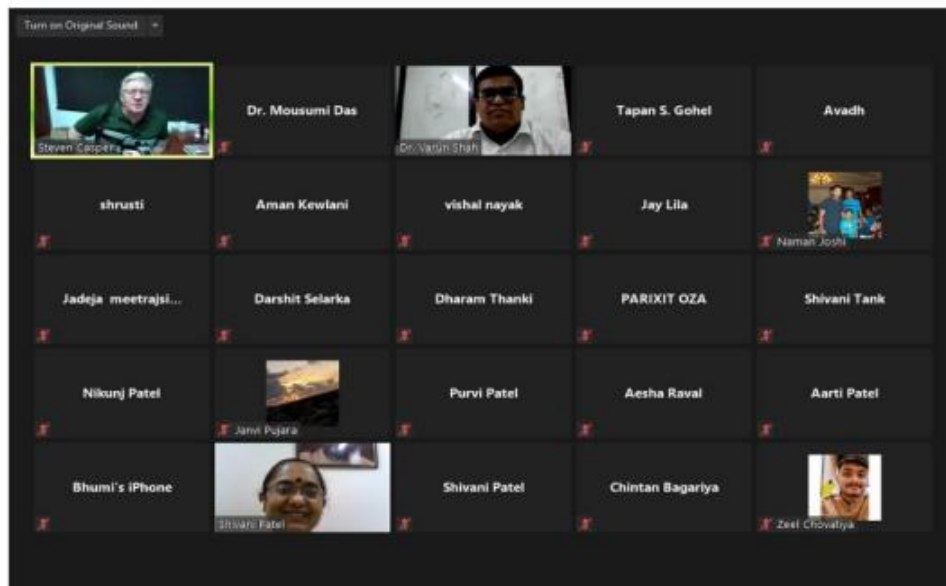 Turn on Original Sound
Steven Casper
Dr. Mousumi Das
Dr. Varun Shah
Tapan S. Gohel
Avadh
shrusti
Aman Kewlani
vishal nayak
Jay Lila
Naman Joshi
Jadeja meetrajsi...
Darshit Selarka
Dharam Thanki
PARIXIT OZA
Shivani Tank
Nikunj Patel
Janvi Pujara
Purvi Patel
Aesha Raval
Aarti Patel
Bhumi's iPhone
Shivani Patel
Shivani Patel
Chintan Bagariya
Zeel Chovatiya